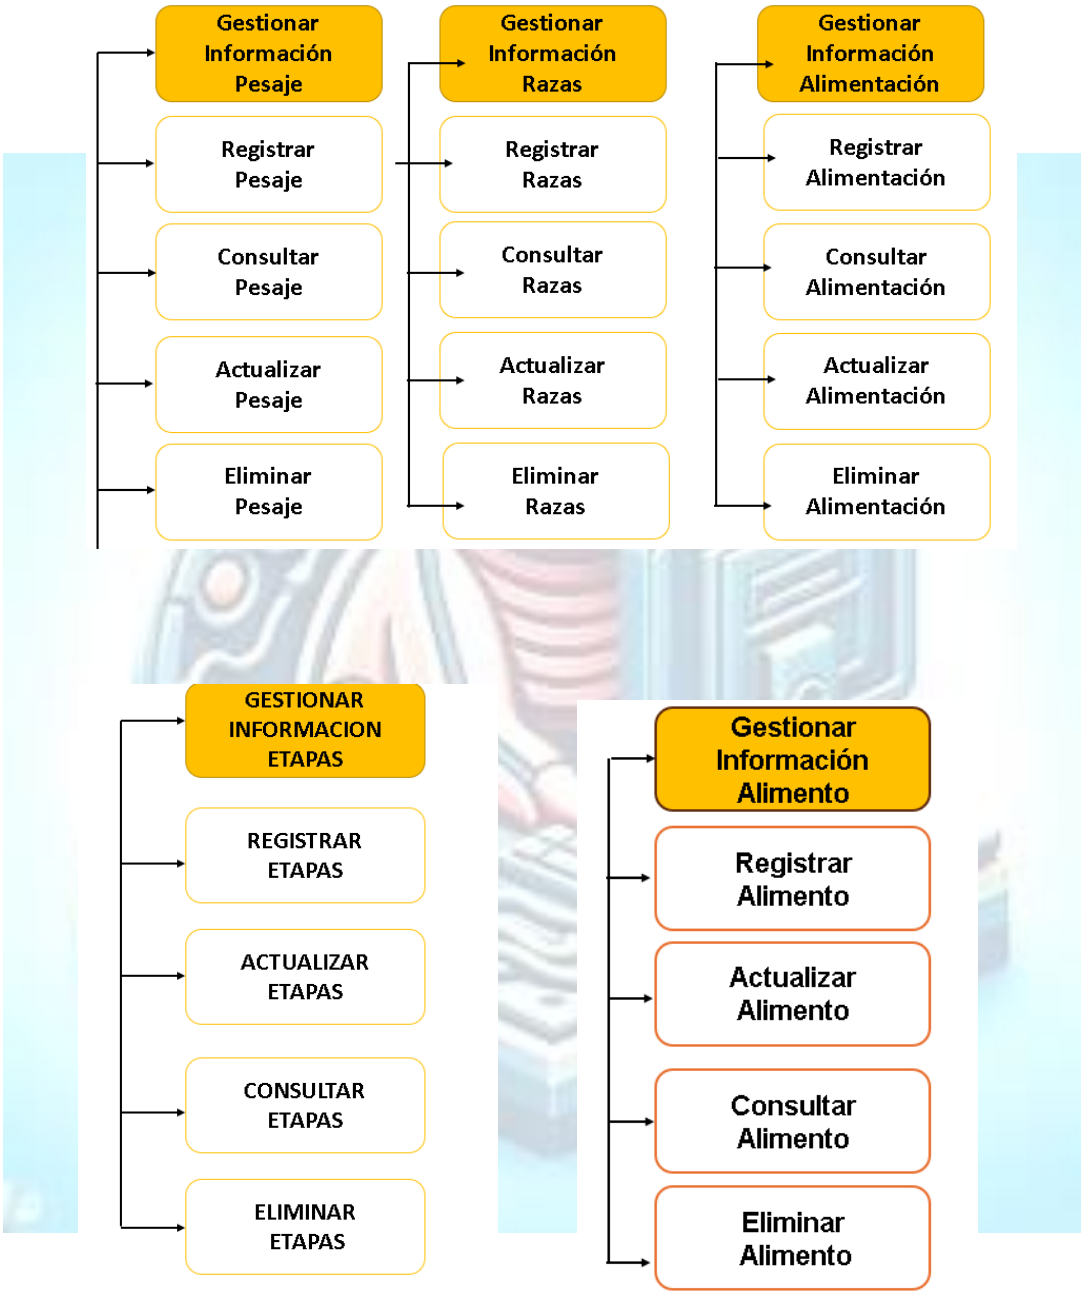 Gestionar
Información
Pesaje
Registrar
Pesaje
Consultar
Pesaje
Actualizar
Pesaje
Eliminar
Pesaje
Gestionar
Información
Razas
Registrar
Razas
Consultar
Razas
Actualizar
Razas
Eliminar
Razas
Gestionar
Información
Alimentación
Registrar
Alimentación
Consultar
Alimentación
Actualizar
Alimentación
Eliminar
Alimentación
GESTIONAR
INFORMACION
ETAPAS
REGISTRAR
ETAPAS
ACTUALIZAR
ETAPAS
CONSULTAR
ETAPAS
ELIMINAR
ETAPAS
Gestionar
Información
Alimento
Registrar
Alimento
Actualizar
Alimento
Consultar
Alimento
Eliminar
Alimento